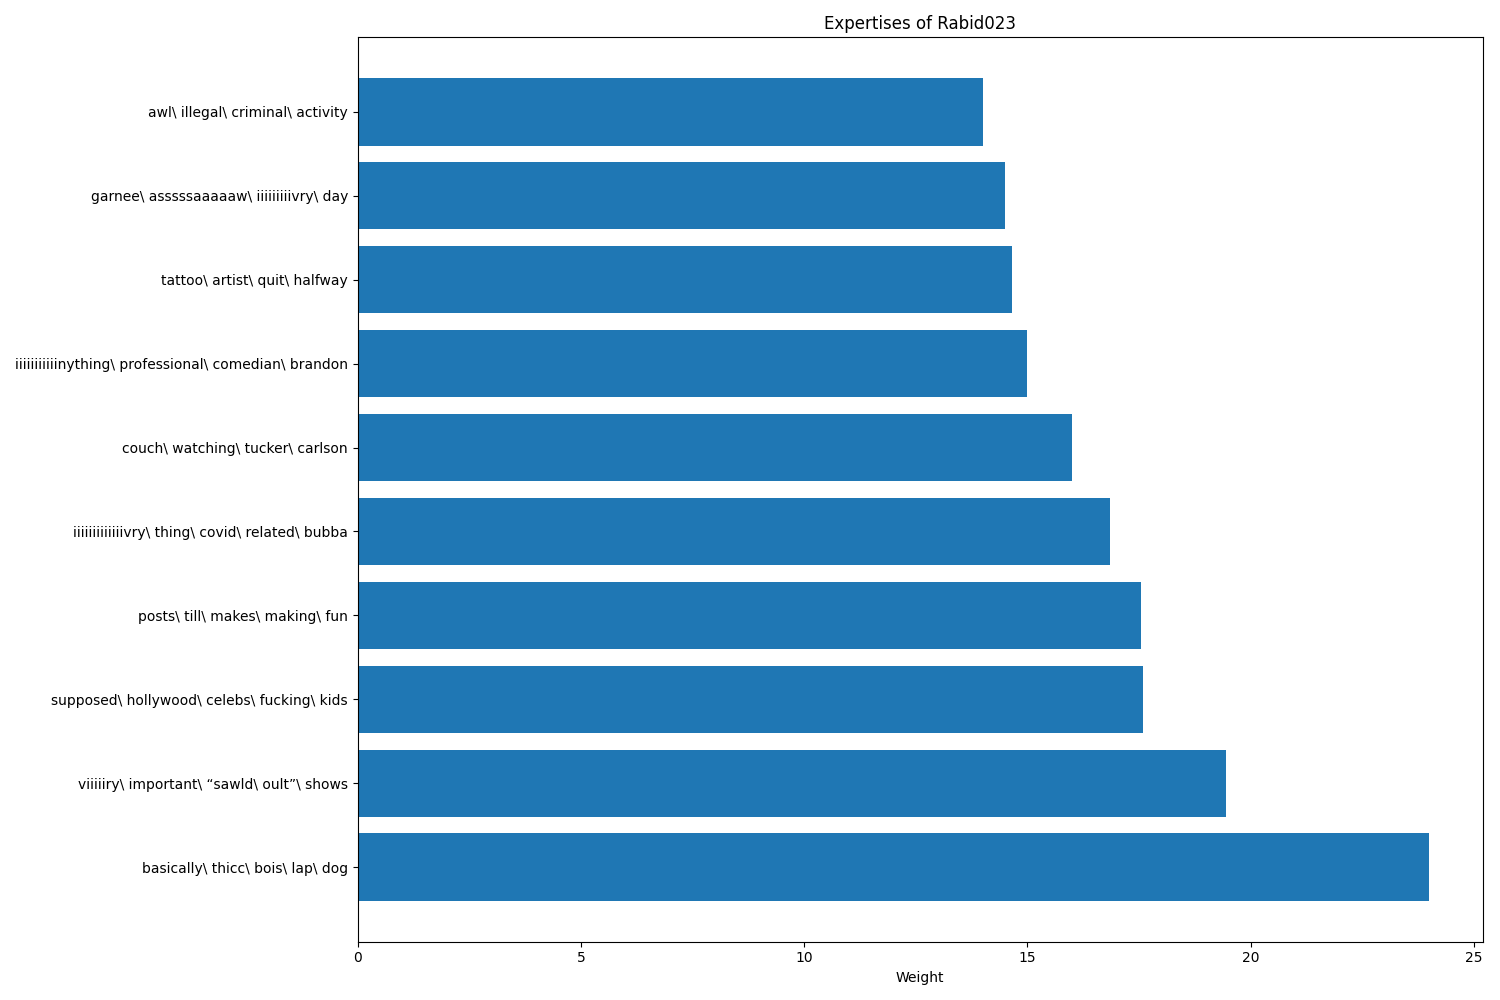 Expertises of Rabid023
awl\ illegal\ criminal\ activity
garnee\ asssssaaaaaw\ iiiiiiiiivry\ day
tattoo\ artist\ quit\ halfway
iiiiiiiiiiinything\ professional\ comedian\ brandon
couch\ watching\ tucker\ carlson
iiiiiiiiiiiiivry\ thing\ covid\ related\ bubba
posts\ till\ makes\ making\ fun
supposed\ hollywood\ celebs\ fucking\ kids
viiiiiry\ important\ “sawld\ oult”\ shows
basically\ thicc\ bois\ lap\ dog
0 5 10 15 20 25
Weight